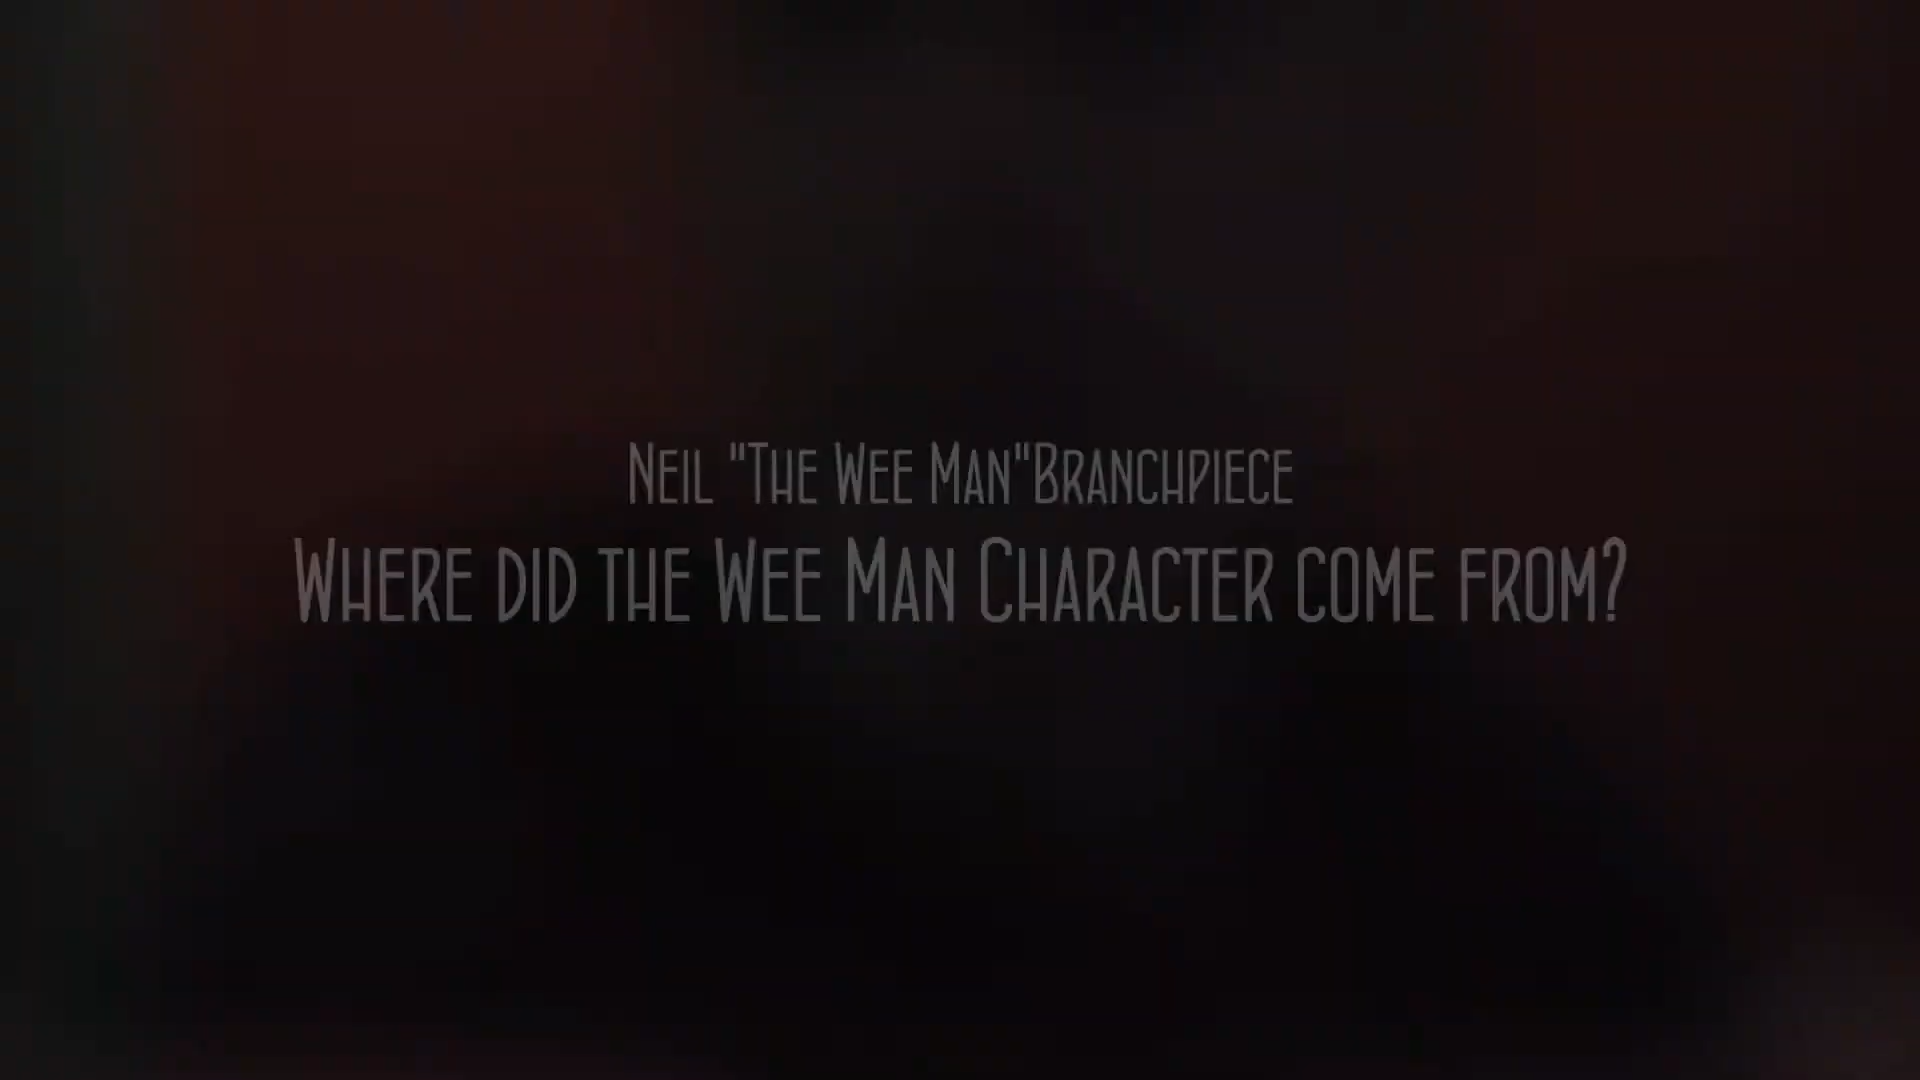 Neil "The Wee Man"Branchpiece
Where did the Wee Man Character come from?